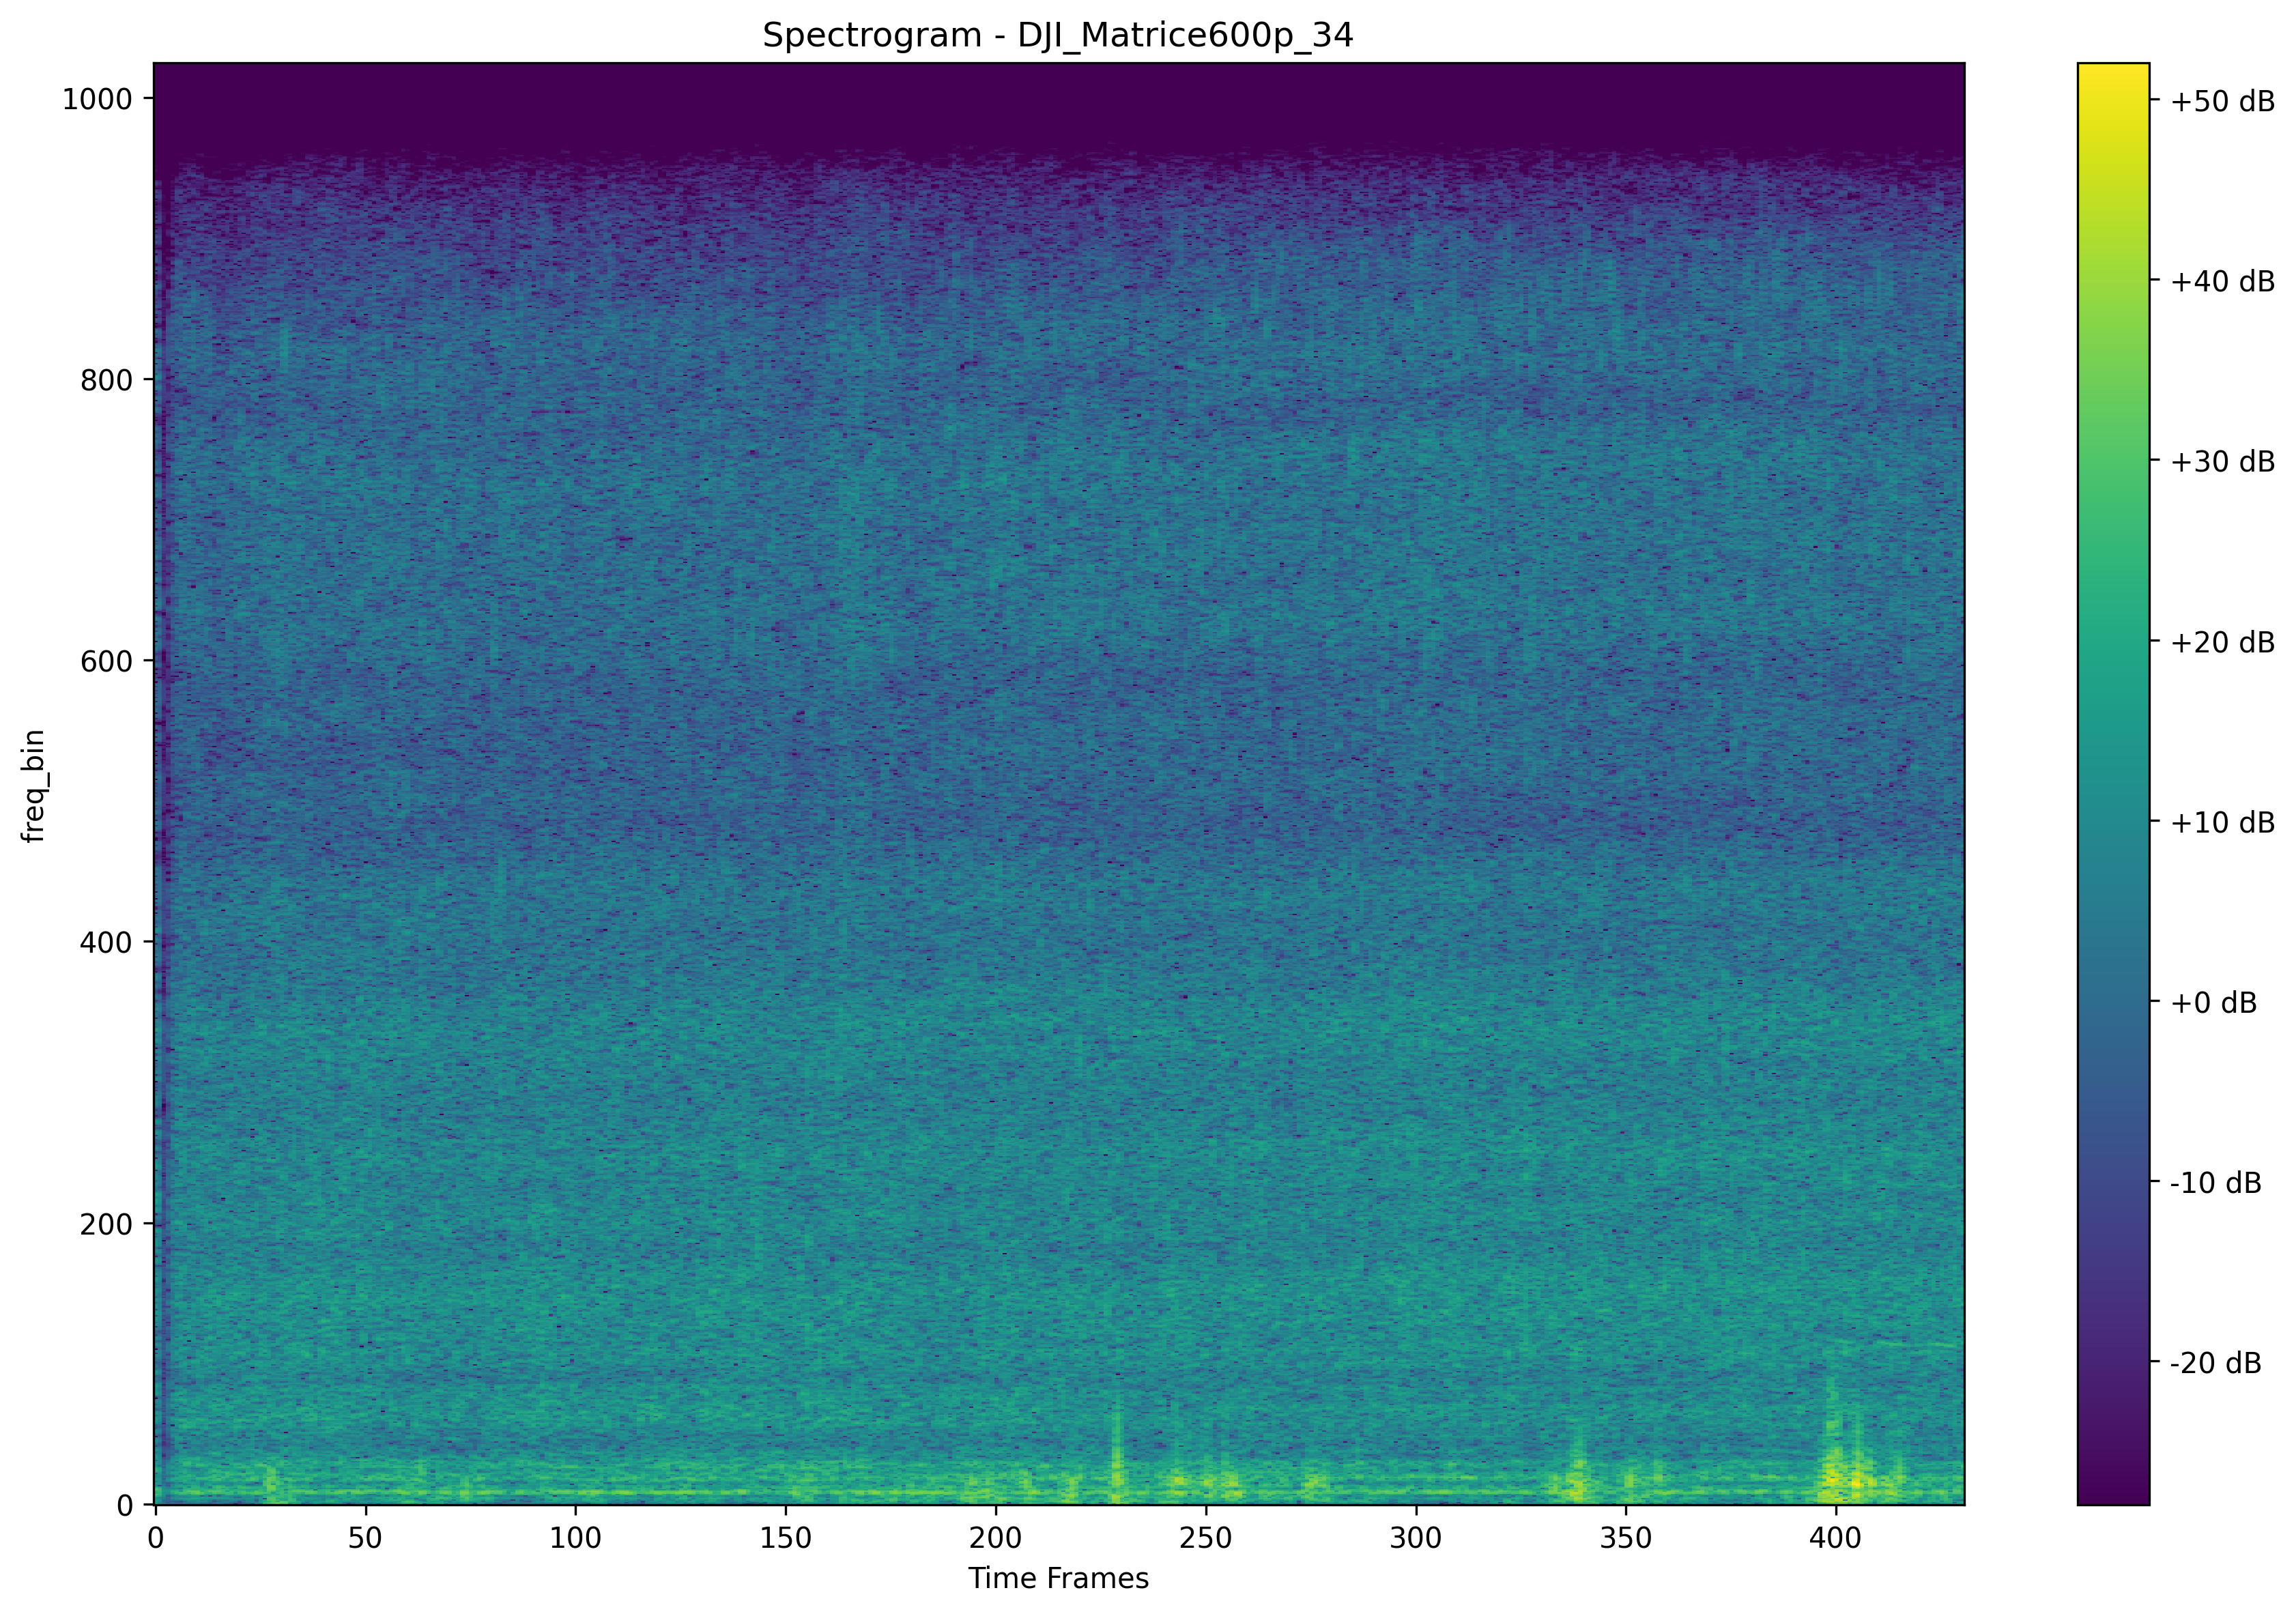 Spectrogram - DJI_Matrice600p_34
1000
800
600
400
200
0
freq_bin
0 50 100 150 200 250 300 350 400
Time Frames
+50 dB
+40 dB
+30 dB
+20 dB
+10 dB
+0 dB
-10 dB
-20 dB